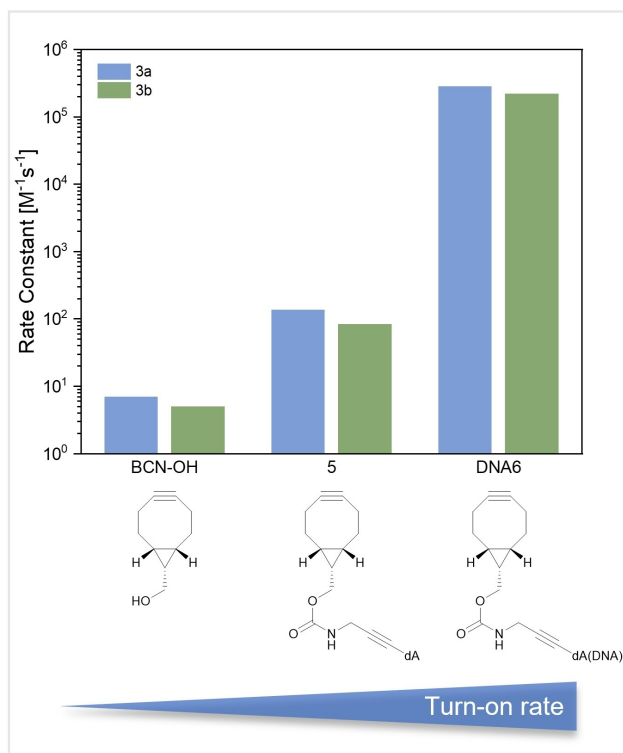 10⁶
10⁵
10⁴
10³
10²
10¹
10⁰
Rate Constant [M⁻¹s⁻¹]
3a
3b
BCN-OH
5
DNA6
H
H
HO
H
H
O
O
N
H
dA
H
H
O
O
N
H
dA(DNA)
Turn-on rate